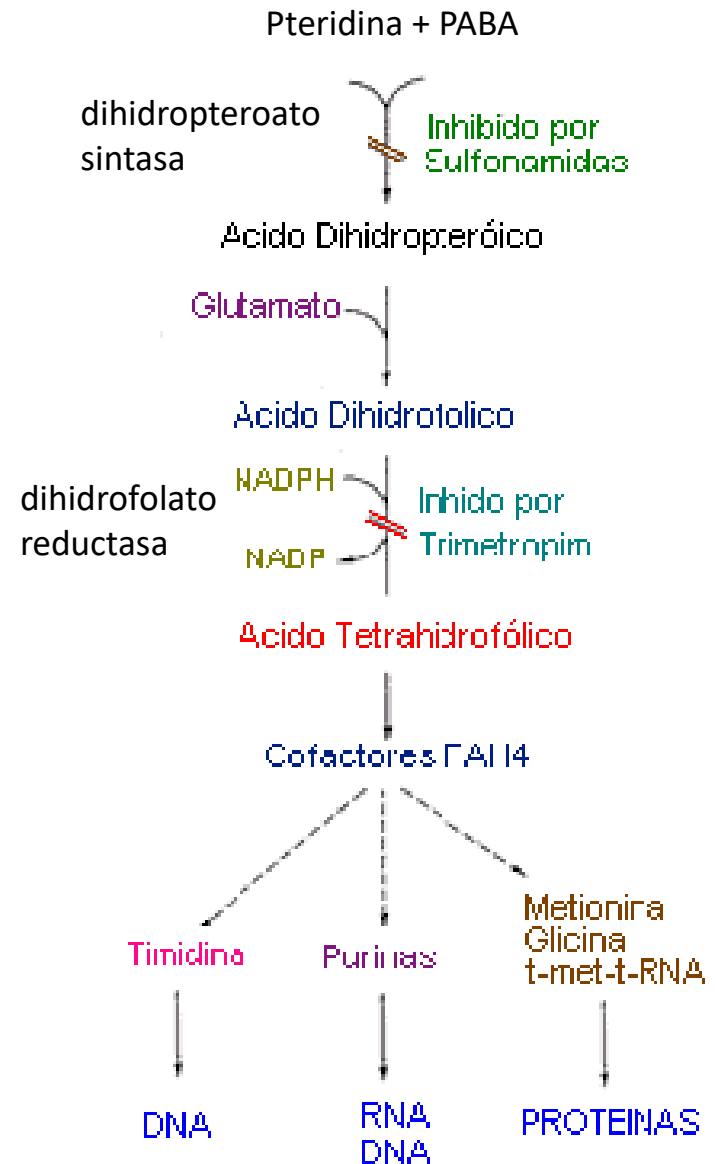 Pteridina + PABA
dihidropteroato
sintasa
Inhibido por
Sulfonamidas
Acido Dihidropteróico
Glutamato
Acido Dihidrofolico
dihidrofolato
reductasa
NADPH
NADP
Inhido por
Trimetropim
Acido Tetrahidrofólico
Cofactores FAH4
Timidina
Purinas
Metionina
Glicina
t-met-t-RNA
DNA
RNA
DNA
PROTEINAS